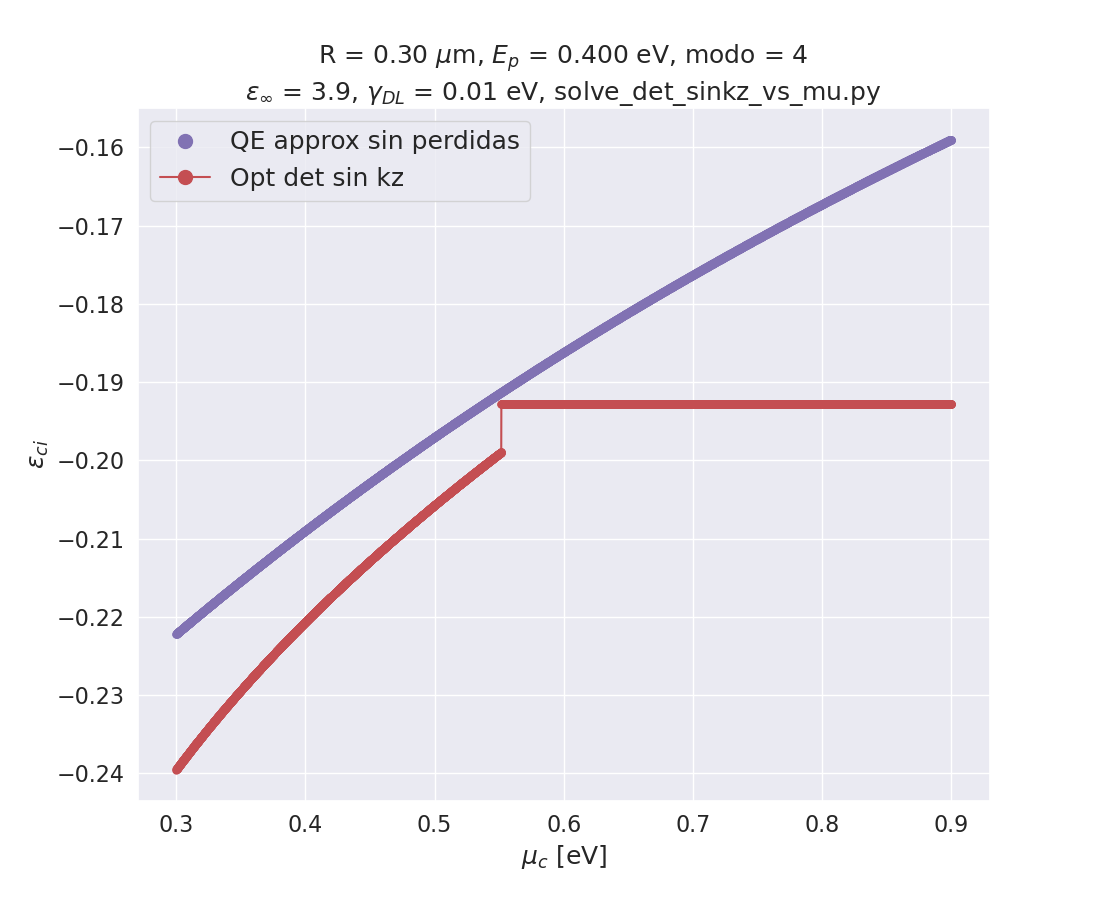 R = 0.30 μm, E_p = 0.400 eV, modo = 4
ε_∞ = 3.9, γ_DL = 0.01 eV, solve_det_sinkz_vs_mu.py
QE approx sin perdidas
Opt det sin kz
−0.16
−0.17
−0.18
−0.19
−0.20
−0.21
−0.22
−0.23
−0.24
ε_ci
0.3 0.4 0.5 0.6 0.7 0.8 0.9
μ_c [eV]